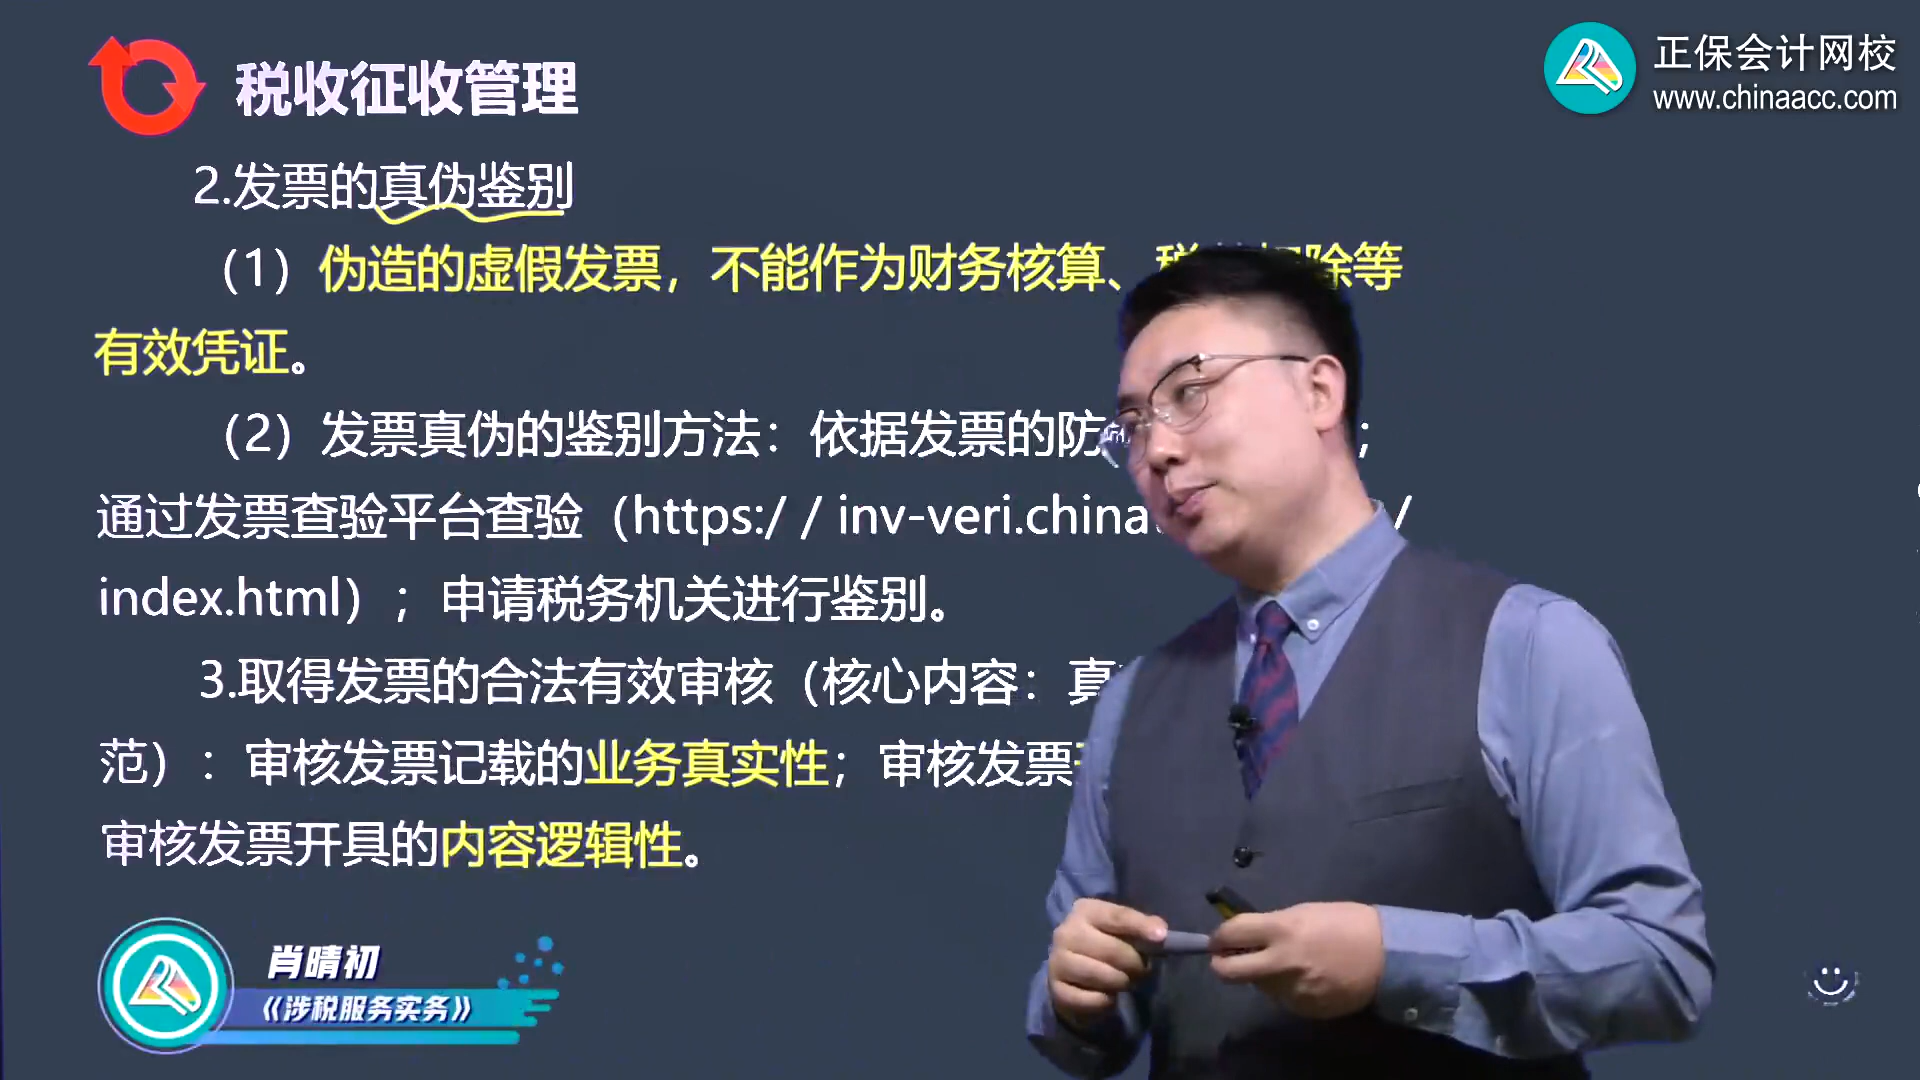 税收征收管理
正保会计网校
www.chinaacc.com
2.发票的真伪鉴别
（1）伪造的虚假发票，不能作为财务核算、税 除等
有效凭证。
（2）发票真伪的鉴别方法：依据发票的防 ；
通过发票查验平台查验（https:/ / inv-veri.china /
index.html）；申请税务机关进行鉴别。
3.取得发票的合法有效审核（核心内容：真
范）：审核发票记载的业务真实性；审核发票
审核发票开具的内容逻辑性。
肖晴初
《涉税服务实务》